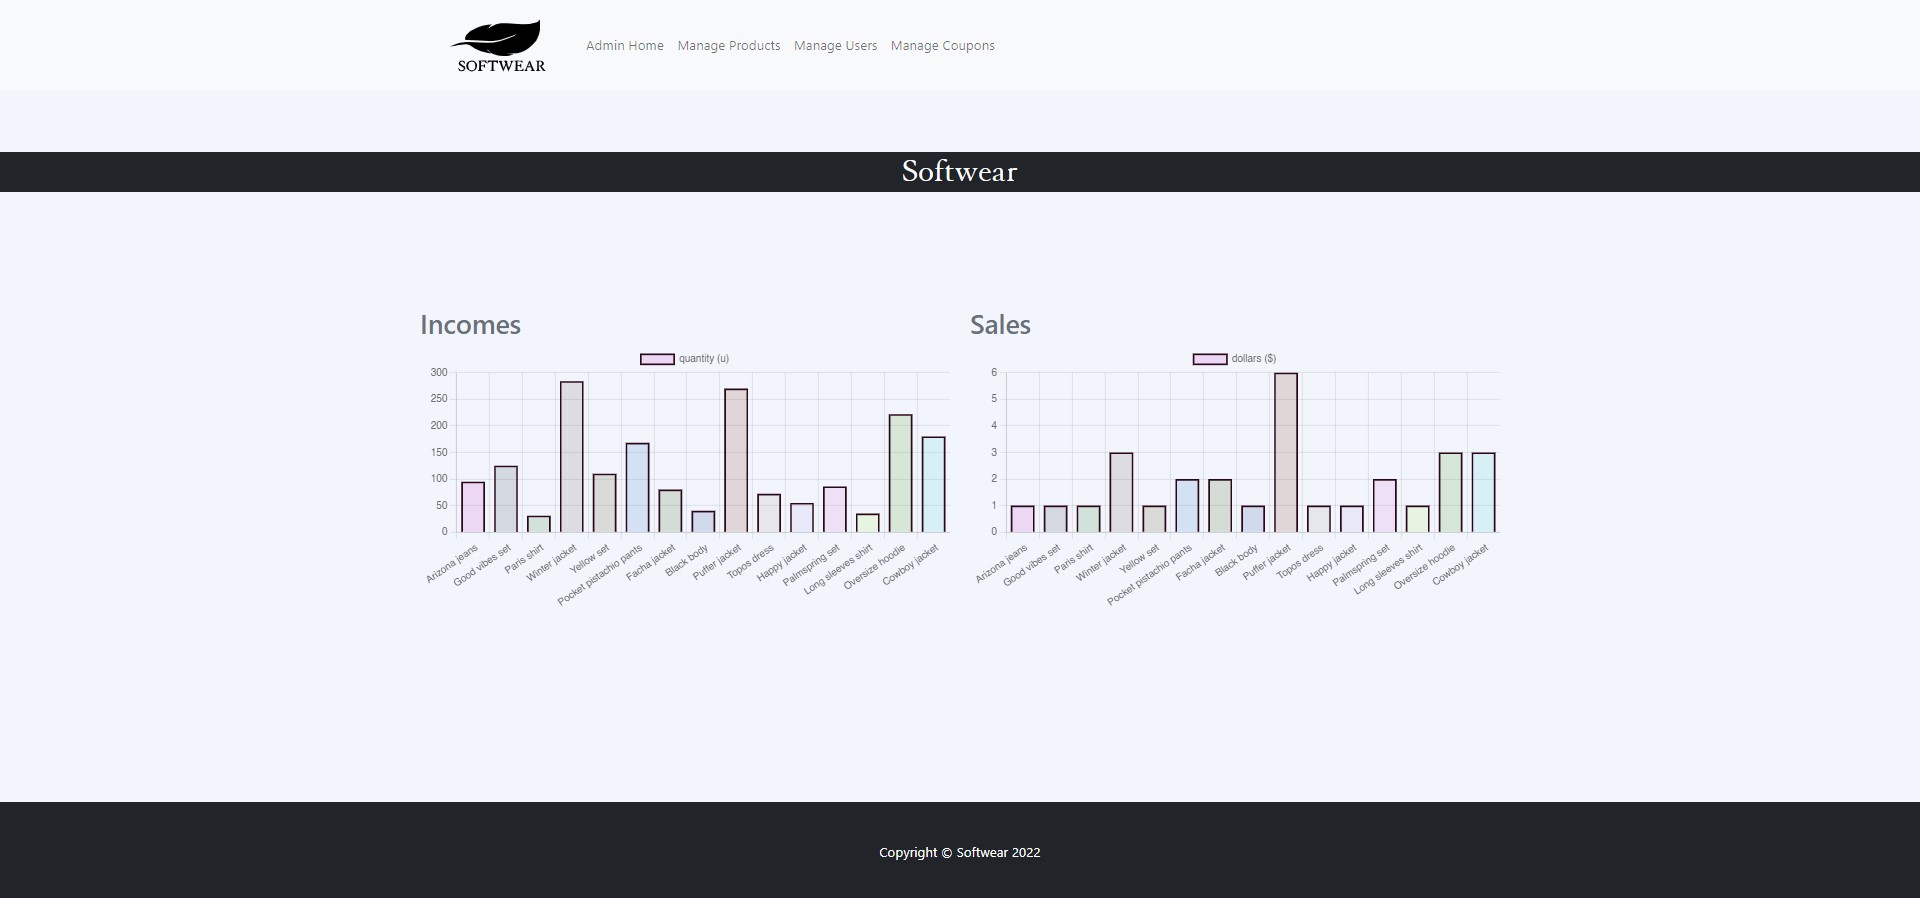 SOFTWEAR
Admin Home Manage Products Manage Users Manage Coupons
Softwear
Incomes
quantity (u)
300
250
200
150
100
50
0
Arizona jeans
Good vibes set
Paris shirt
Winter jacket
Yellow set
Pocket pistachio pants
Facha jacket
Black body
Puffer jacket
Topos dress
Happy jacket
Palmspring set
Long sleeves shirt
Oversize hoodie
Cowboy jacket
Sales
dollars ($)
6
5
4
3
2
1
0
Arizona jeans
Good vibes set
Paris shirt
Winter jacket
Yellow set
Pocket pistachio pants
Facha jacket
Black body
Puffer jacket
Topos dress
Happy jacket
Palmspring set
Long sleeves shirt
Oversize hoodie
Cowboy jacket
Copyright © Softwear 2022